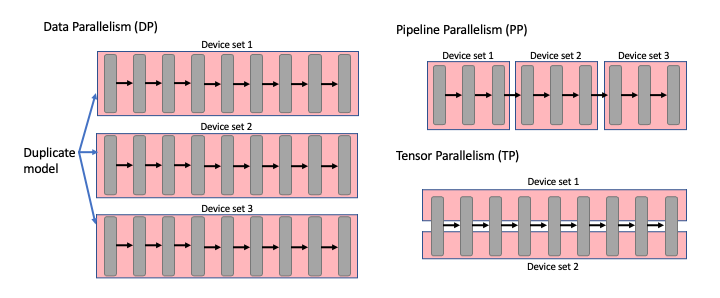 Data Parallelism (DP)
Device set 1
Device set 2
Duplicate
model
Device set 3
Pipeline Parallelism (PP)
Device set 1
Device set 2
Device set 3
Tensor Parallelism (TP)
Device set 1
Device set 2